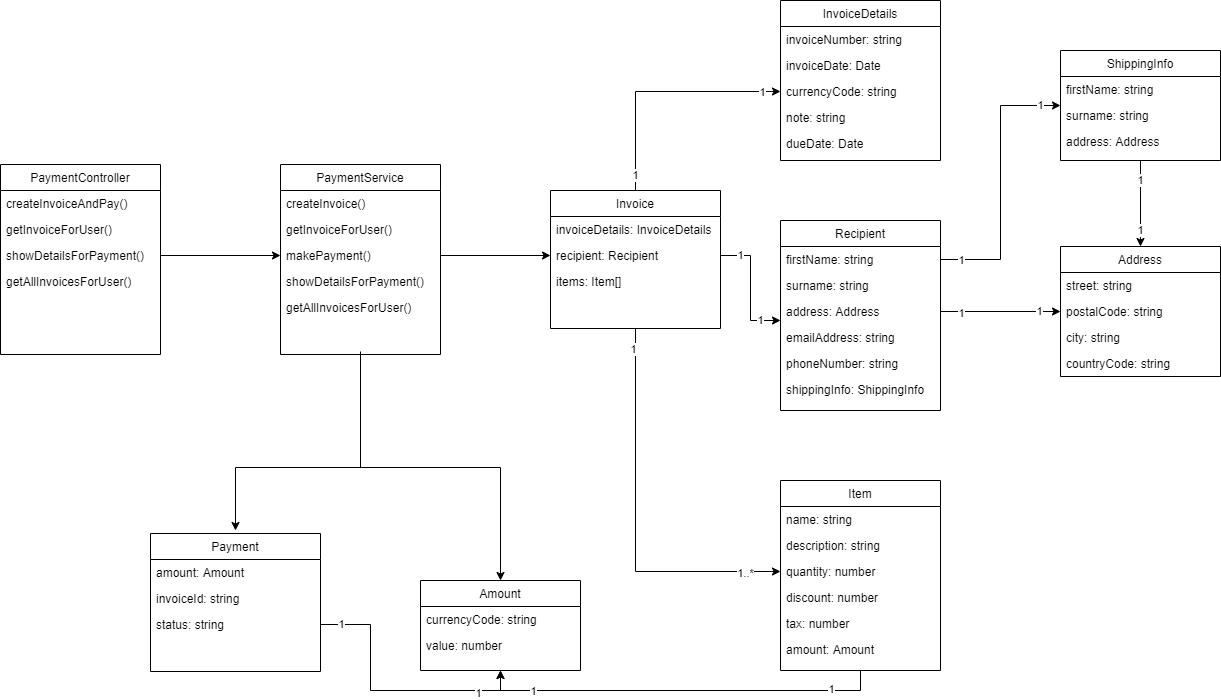 InvoiceDetails
invoiceNumber: string
invoiceDate: Date
currencyCode: string
note: string
dueDate: Date
1
1
ShippingInfo
firstName: string
surname: string
address: Address
1
1
1
PaymentController
createInvoiceAndPay()
getInvoiceForUser()
showDetailsForPayment()
getAllInvoicesForUser()
PaymentService
createInvoice()
getInvoiceForUser()
makePayment()
showDetailsForPayment()
getAllInvoicesForUser()
Invoice
invoiceDetails: InvoiceDetails
recipient: Recipient
items: Item[]
1
1
1
Recipient
firstName: string
surname: string
address: Address
emailAddress: string
phoneNumber: string
shippingInfo: ShippingInfo
1
1
1
Address
street: string
postalCode: string
city: string
countryCode: string
Item
name: string
description: string
quantity: number
discount: number
tax: number
amount: Amount
1..*
Payment
amount: Amount
invoiceId: string
status: string
1
Amount
currencyCode: string
value: number
1
1
1